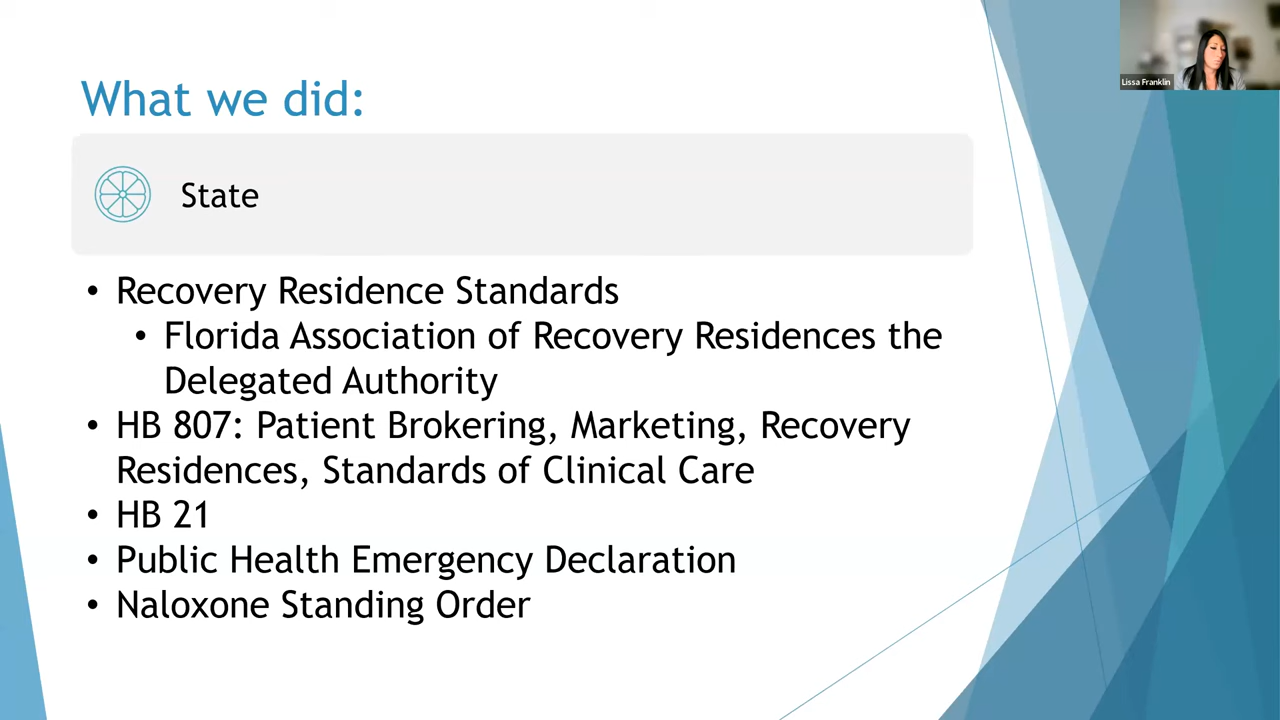 What we did:
State
• Recovery Residence Standards
• Florida Association of Recovery Residences the
Delegated Authority
• HB 807: Patient Brokering, Marketing, Recovery
Residences, Standards of Clinical Care
• HB 21
• Public Health Emergency Declaration
• Naloxone Standing Order
Lissa Franklin